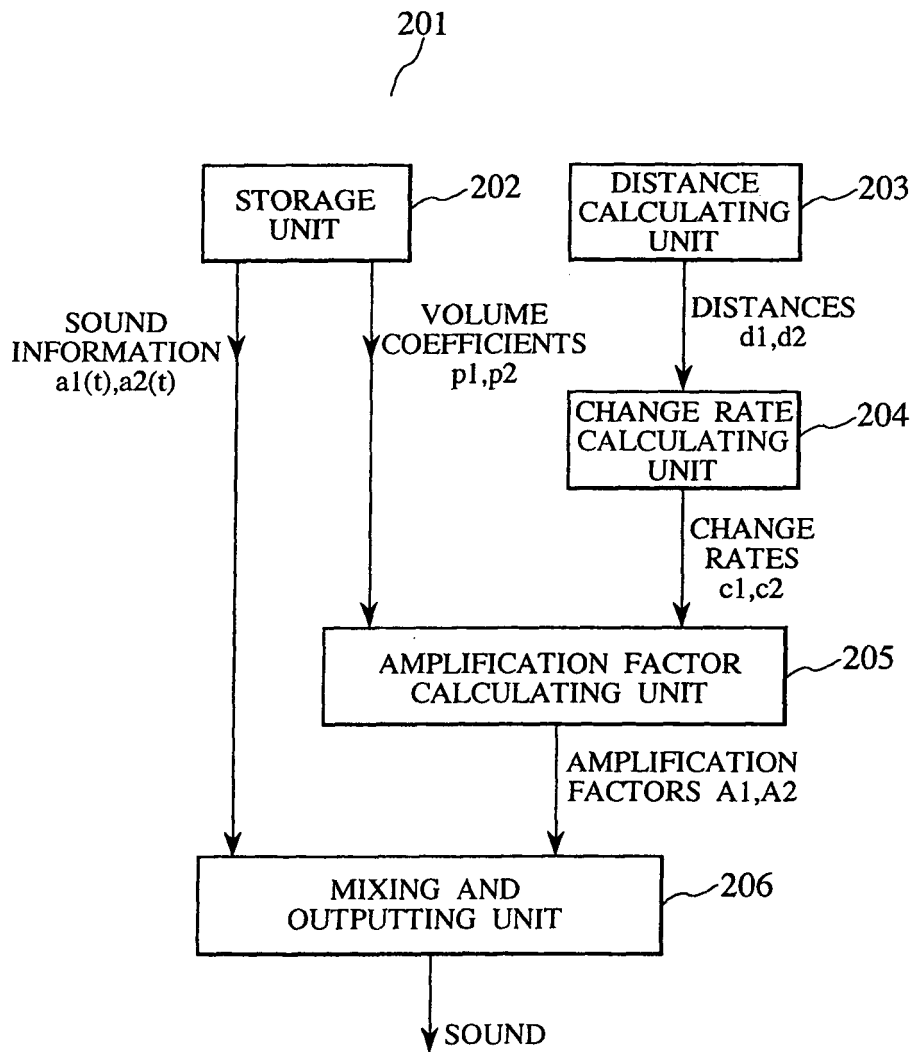 201
STORAGE
UNIT
202
DISTANCE
CALCULATING
UNIT
203
SOUND
INFORMATION
a1(t),a2(t)
VOLUME
COEFFICIENTS
p1,p2
DISTANCES
d1,d2
CHANGE RATE
CALCULATING
UNIT
204
CHANGE
RATES
c1,c2
AMPLIFICATION FACTOR
CALCULATING UNIT
205
AMPLIFICATION
FACTORS A1,A2
MIXING AND
OUTPUTTING UNIT
206
SOUND